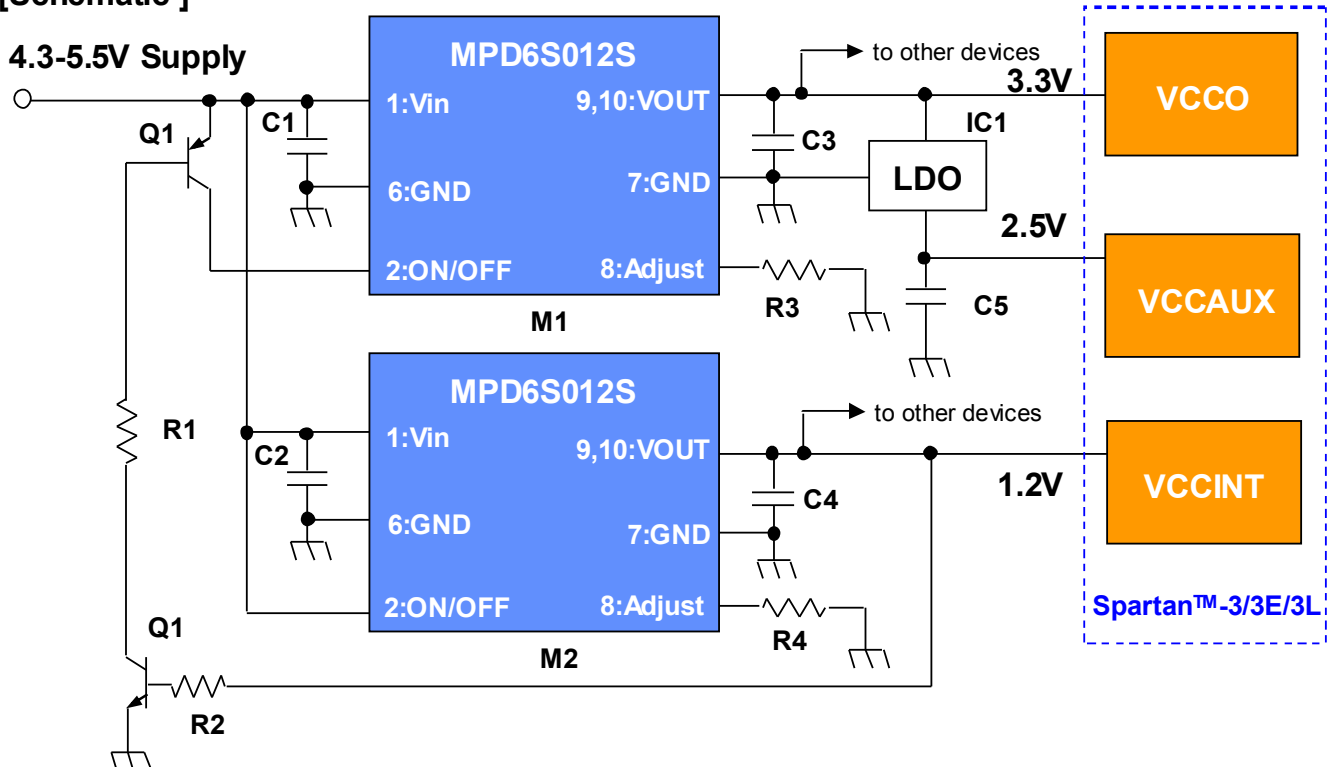 [Schematic ]
4.3-5.5V Supply
Q1
C1
MPD6S012S
1:Vin
9,10:VOUT
6:GND
7:GND
2:ON/OFF
8:Adjust
M1
to other devices
3.3V
C3
IC1
LDO
2.5V
R3
C5
VCCO
VCCAUX
VCCINT
Spartan™-3/3E/3L
R1
C2
MPD6S012S
1:Vin
9,10:VOUT
6:GND
7:GND
2:ON/OFF
8:Adjust
M2
to other devices
1.2V
C4
R4
Q1
R2